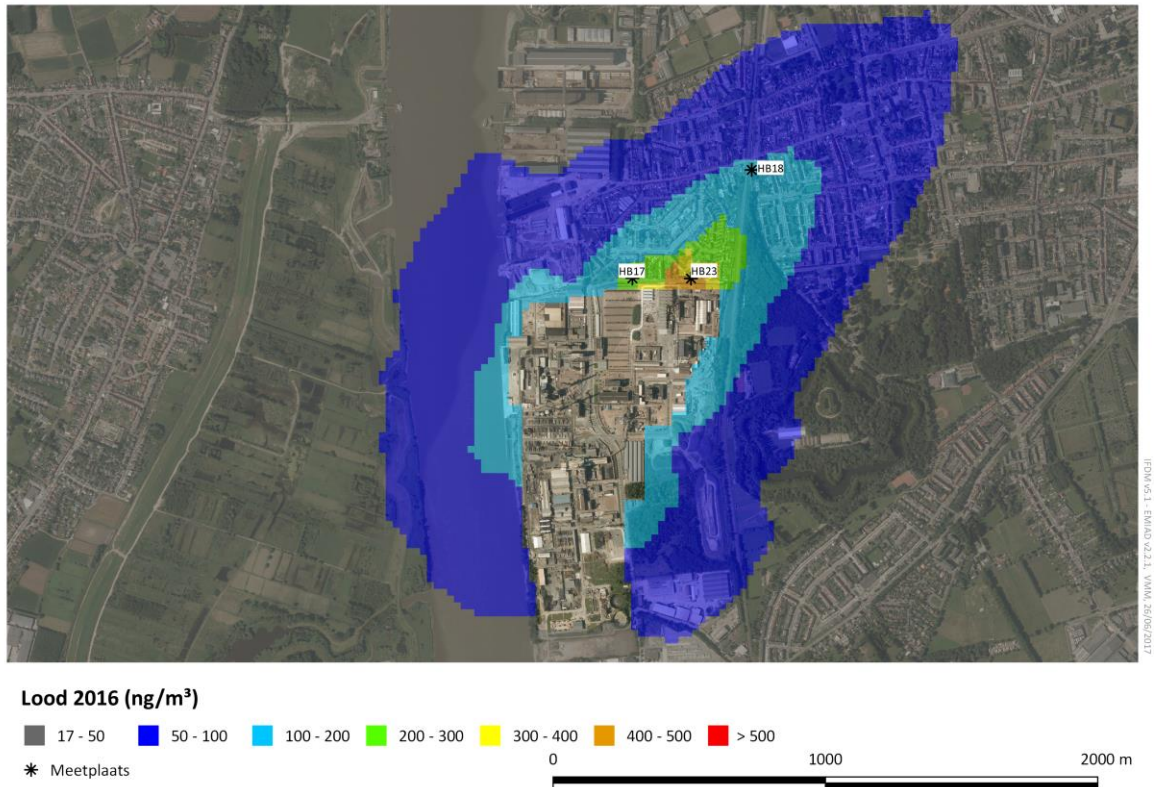 HB18
HB17
HB23
IFDM v5.1 - EMIAD v2.2.1, VMM, 26/06/2017
Lood 2016 (ng/m³)
17 - 50 50 - 100 100 - 200 200 - 300 300 - 400 400 - 500 > 500
Meetplaats
0 1000 2000 m